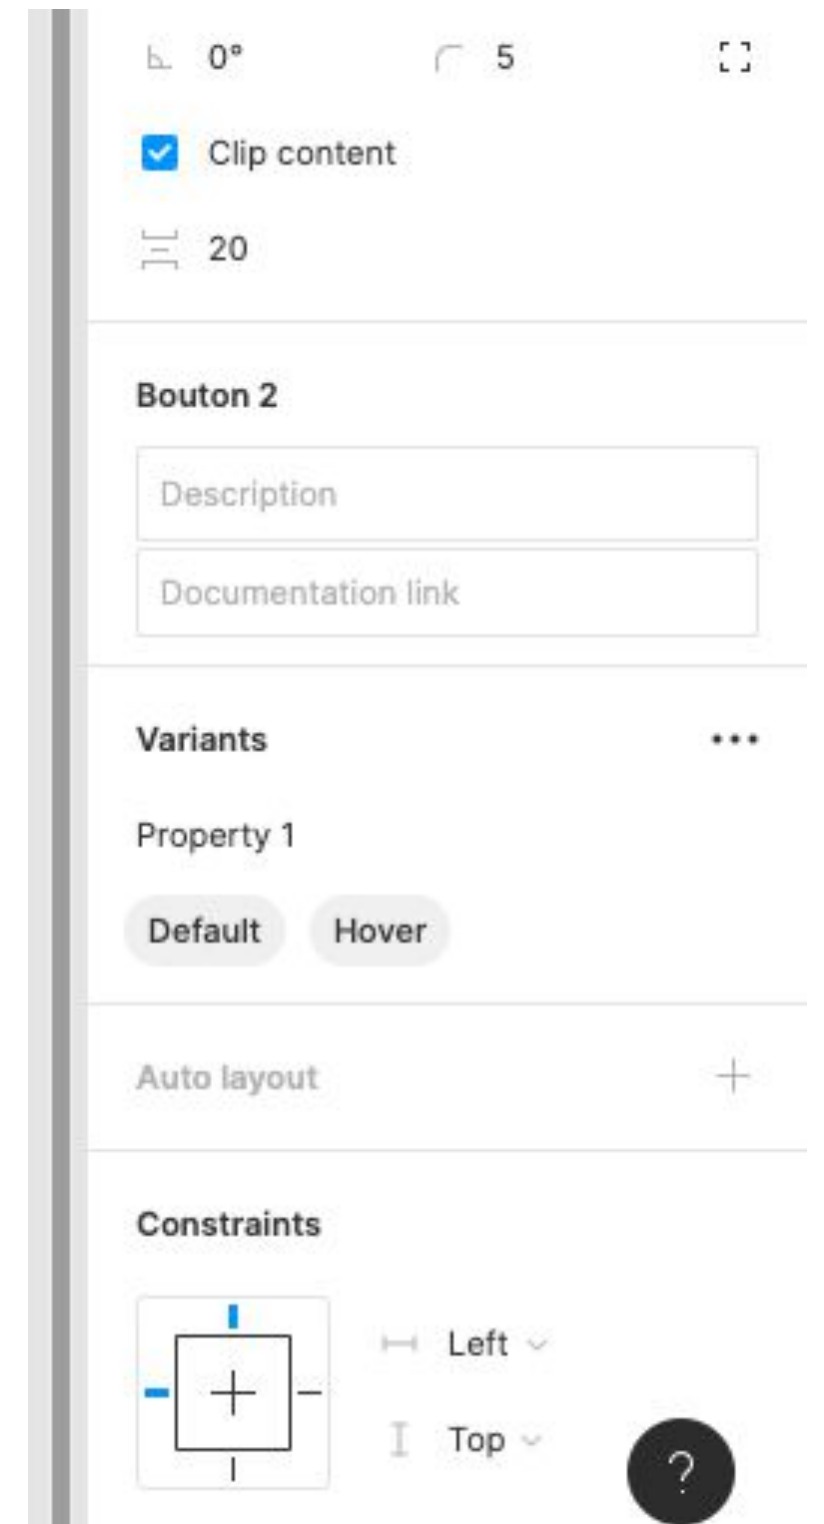 0° 5
Clip content
20
Bouton 2
Description
Documentation link
Variants
Property 1
Default Hover
Auto layout
Constraints
Left
Top
?